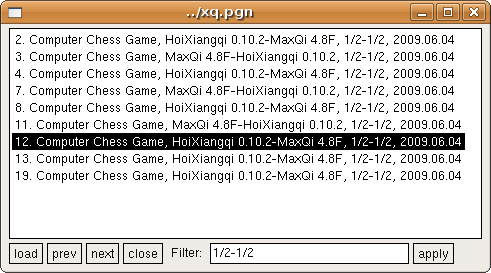 ../xq.pgn
2. Computer Chess Game, HoiXiangqi 0.10.2-MaxQi 4.8F, 1/2-1/2, 2009.06.04
3. Computer Chess Game, MaxQi 4.8F-HoiXiangqi 0.10.2, 1/2-1/2, 2009.06.04
4. Computer Chess Game, HoiXiangqi 0.10.2-MaxQi 4.8F, 1/2-1/2, 2009.06.04
7. Computer Chess Game, MaxQi 4.8F-HoiXiangqi 0.10.2, 1/2-1/2, 2009.06.04
8. Computer Chess Game, HoiXiangqi 0.10.2-MaxQi 4.8F, 1/2-1/2, 2009.06.04
11. Computer Chess Game, MaxQi 4.8F-HoiXiangqi 0.10.2, 1/2-1/2, 2009.06.04
12. Computer Chess Game, HoiXiangqi 0.10.2-MaxQi 4.8F, 1/2-1/2, 2009.06.04
13. Computer Chess Game, HoiXiangqi 0.10.2-MaxQi 4.8F, 1/2-1/2, 2009.06.04
19. Computer Chess Game, HoiXiangqi 0.10.2-MaxQi 4.8F, 1/2-1/2, 2009.06.04
load prev next close Filter: 1/2-1/2 apply